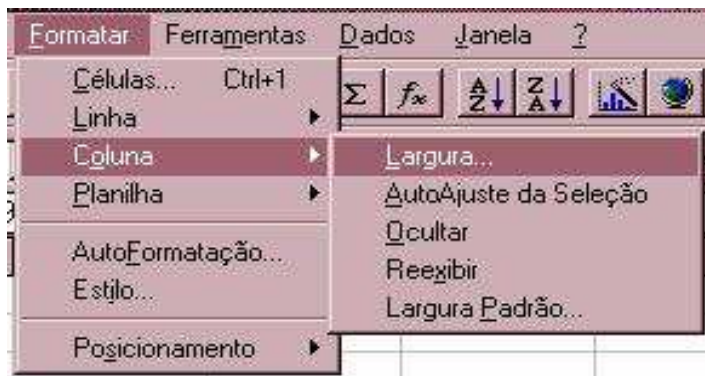 Formatar Ferramentas Dados Janela ?
Células... Ctrl+1
Linha
Coluna
Planilha
AutoFormatação...
Estilo...
Posicionamento
Σ fx A Z Z A
Largura...
AutoAjuste da Seleção
Ocultar
Reexibir
Largura Padrão...